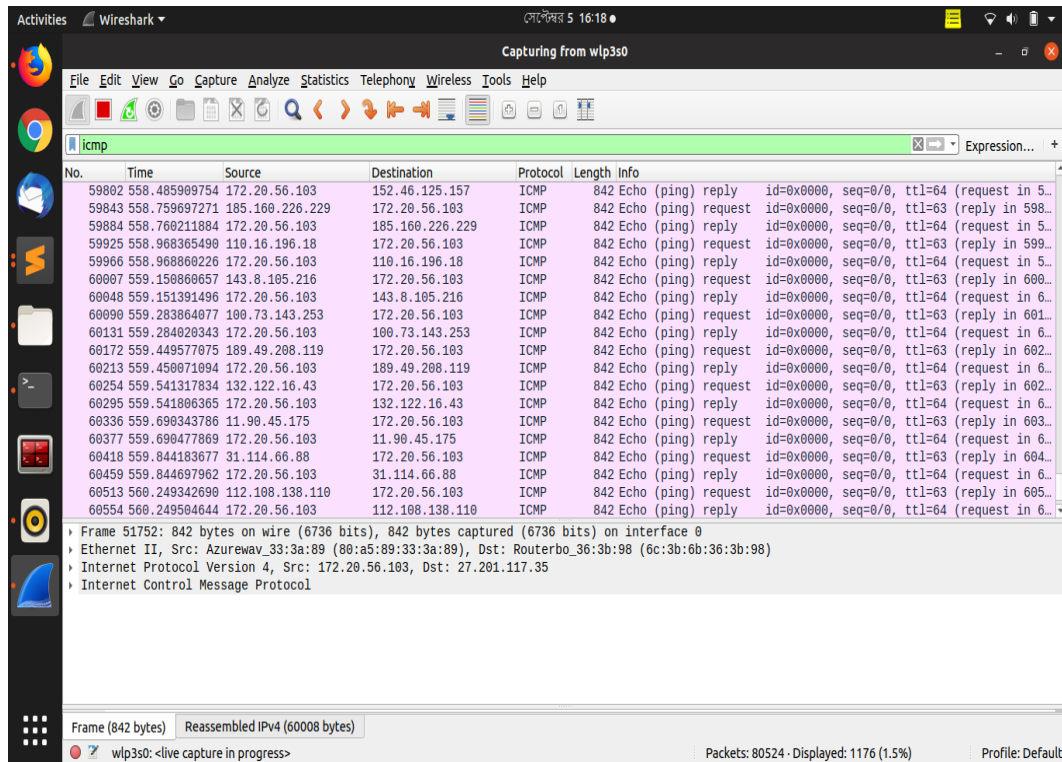 Activities Wireshark ▾ সেপ্টেম্বর 5 16:18 ●
Capturing from wlp3s0
File Edit View Go Capture Analyze Statistics Telephony Wireless Tools Help
icmp Expression... +
No. Time Source Destination Protocol Length Info
59802 558.485909754 172.20.56.103 152.46.125.157 ICMP 842 Echo (ping) reply id=0x0000, seq=0/0, ttl=64 (request in 5…
59843 558.759697271 185.160.226.229 172.20.56.103 ICMP 842 Echo (ping) request id=0x0000, seq=0/0, ttl=63 (reply in 598…
59884 558.760211884 172.20.56.103 185.160.226.229 ICMP 842 Echo (ping) reply id=0x0000, seq=0/0, ttl=64 (request in 5…
59925 558.968365490 110.16.196.18 172.20.56.103 ICMP 842 Echo (ping) request id=0x0000, seq=0/0, ttl=63 (reply in 599…
59966 558.968860226 172.20.56.103 110.16.196.18 ICMP 842 Echo (ping) reply id=0x0000, seq=0/0, ttl=64 (request in 5…
60007 559.150860657 143.8.105.216 172.20.56.103 ICMP 842 Echo (ping) request id=0x0000, seq=0/0, ttl=63 (reply in 600…
60048 559.151391496 172.20.56.103 143.8.105.216 ICMP 842 Echo (ping) reply id=0x0000, seq=0/0, ttl=64 (request in 6…
60090 559.283864077 100.73.143.253 172.20.56.103 ICMP 842 Echo (ping) request id=0x0000, seq=0/0, ttl=63 (reply in 601…
60131 559.284020343 172.20.56.103 100.73.143.253 ICMP 842 Echo (ping) reply id=0x0000, seq=0/0, ttl=64 (request in 6…
60172 559.449577075 189.49.208.119 172.20.56.103 ICMP 842 Echo (ping) request id=0x0000, seq=0/0, ttl=63 (reply in 602…
60213 559.450071094 172.20.56.103 189.49.208.119 ICMP 842 Echo (ping) reply id=0x0000, seq=0/0, ttl=64 (request in 6…
60254 559.541317834 132.122.16.43 172.20.56.103 ICMP 842 Echo (ping) request id=0x0000, seq=0/0, ttl=63 (reply in 602…
60295 559.541806365 172.20.56.103 132.122.16.43 ICMP 842 Echo (ping) reply id=0x0000, seq=0/0, ttl=64 (request in 6…
60336 559.690343786 11.90.45.175 172.20.56.103 ICMP 842 Echo (ping) request id=0x0000, seq=0/0, ttl=63 (reply in 603…
60377 559.690477869 172.20.56.103 11.90.45.175 ICMP 842 Echo (ping) reply id=0x0000, seq=0/0, ttl=64 (request in 6…
60418 559.844183677 31.114.66.88 172.20.56.103 ICMP 842 Echo (ping) request id=0x0000, seq=0/0, ttl=63 (reply in 604…
60459 559.844697962 172.20.56.103 31.114.66.88 ICMP 842 Echo (ping) reply id=0x0000, seq=0/0, ttl=64 (request in 6…
60513 560.249342690 112.108.138.110 172.20.56.103 ICMP 842 Echo (ping) request id=0x0000, seq=0/0, ttl=63 (reply in 605…
60554 560.249504644 172.20.56.103 112.108.138.110 ICMP 842 Echo (ping) reply id=0x0000, seq=0/0, ttl=64 (request in 6…
Frame 51752: 842 bytes on wire (6736 bits), 842 bytes captured (6736 bits) on interface 0
Ethernet II, Src: Azurewav_33:3a:89 (80:a5:89:33:3a:89), Dst: Routerbo_36:3b:98 (6c:3b:6b:36:3b:98)
Internet Protocol Version 4, Src: 172.20.56.103, Dst: 27.201.117.35
Internet Control Message Protocol
Frame (842 bytes) Reassembled IPv4 (60008 bytes)
wlp3s0: <live capture in progress> Packets: 80524 · Displayed: 1176 (1.5%) Profile: Default